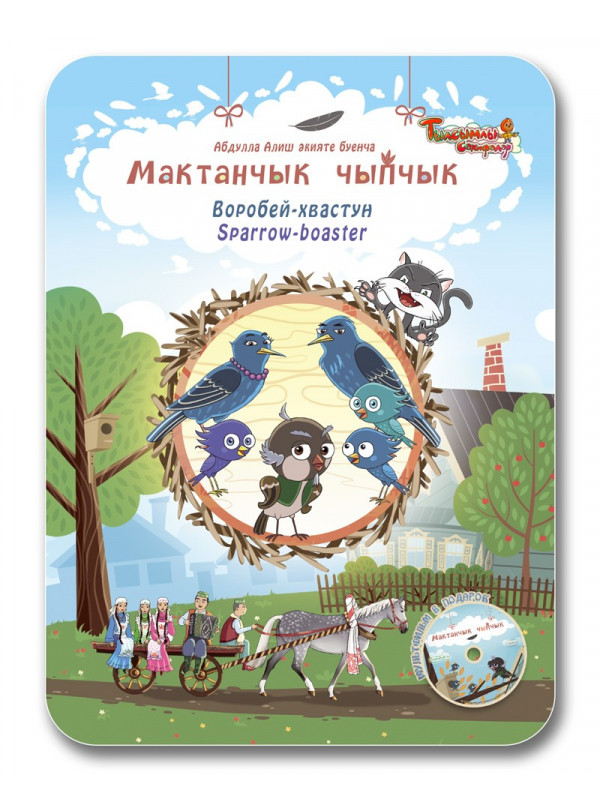 Абдулла Алиш әкияте буенча
Мактанчык чыпчык
Воробей-хвастун
Sparrow-boaster
Тылсымлы
мультфильм в подарок
Мактанчык чыпчык